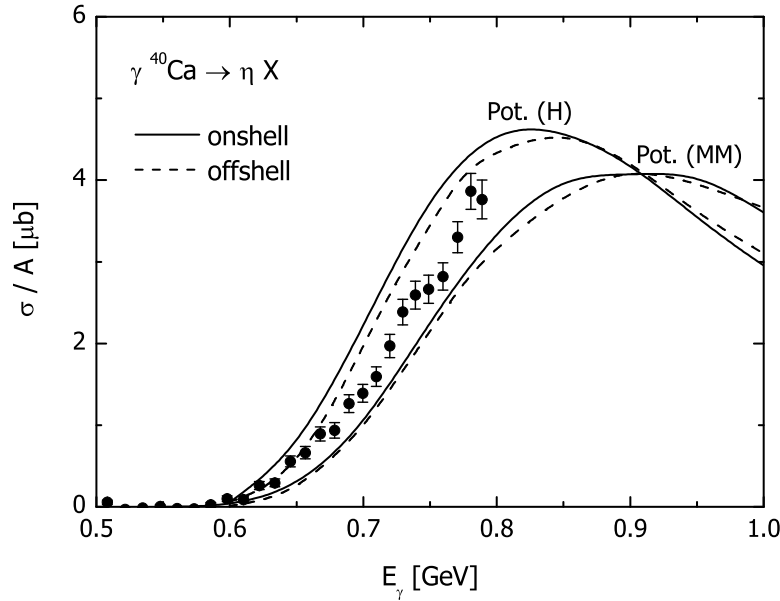 γ ⁴⁰Ca → η X
onshell
offshell
Pot. (H)
Pot. (MM)
σ / A [μb]
6
4
2
0
0.5 0.6 0.7 0.8 0.9 1.0
E_γ [GeV]